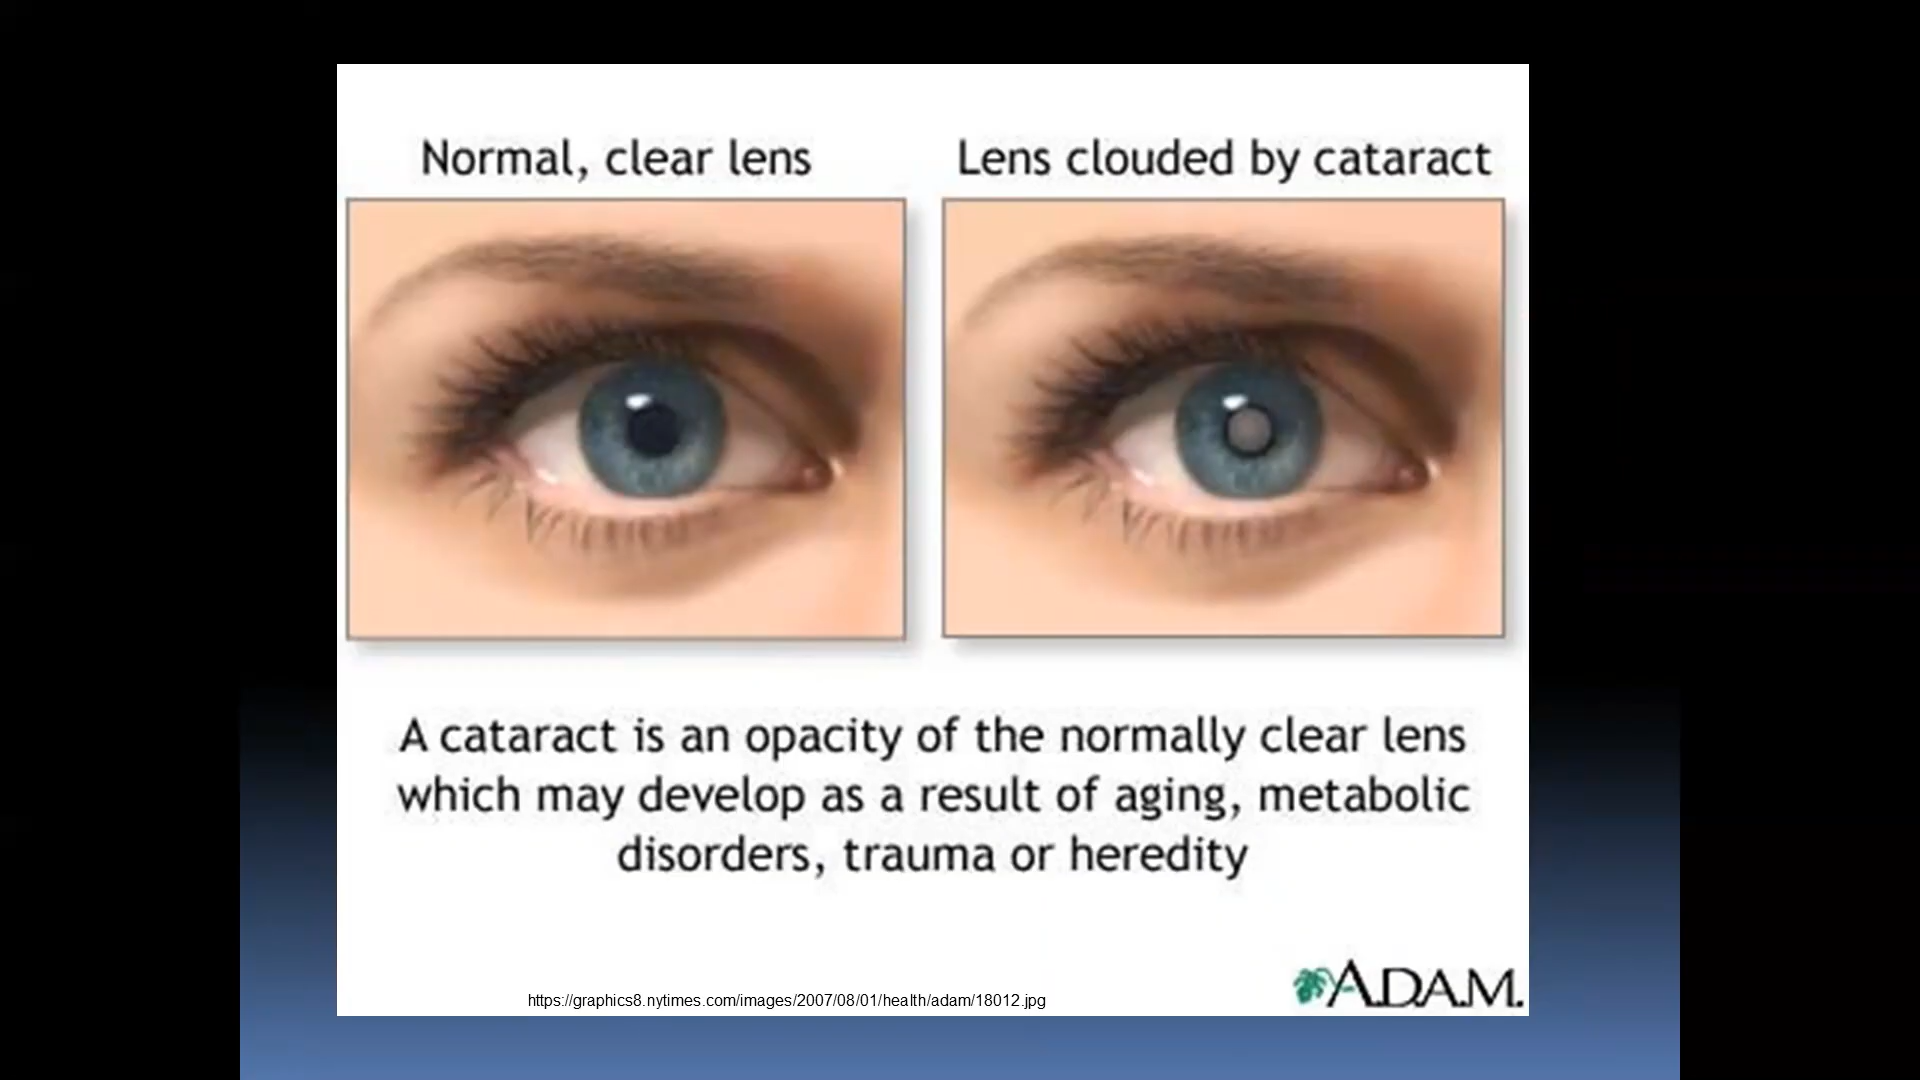 Normal, clear lens
Lens clouded by cataract
A cataract is an opacity of the normally clear lens
which may develop as a result of aging, metabolic
disorders, trauma or heredity
A.D.A.M.
https://graphics8.nytimes.com/images/2007/08/01/health/adam/18012.jpg